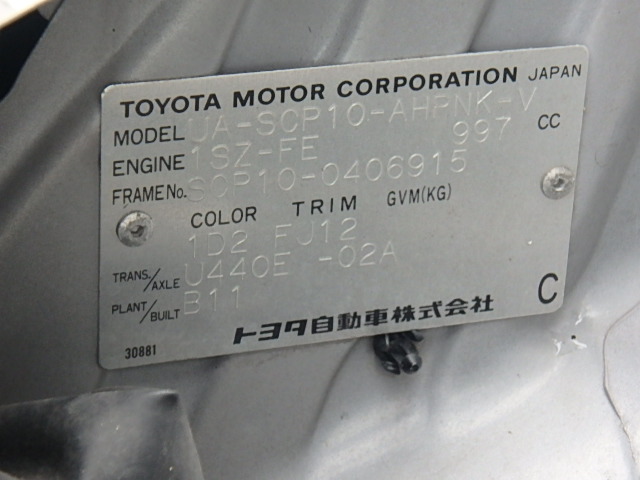 TOYOTA MOTOR CORPORATION JAPAN
MODEL UA-SCP10-AHPNK-V
ENGINE 1SZ-FE 997 CC
FRAME No. SCP10-0406915
COLOR TRIM GVM(KG)
1D2 FJ12
TRANS./AXLE U440E -02A
PLANT/BUILT B11
トヨタ自動車株式会社 C
30881